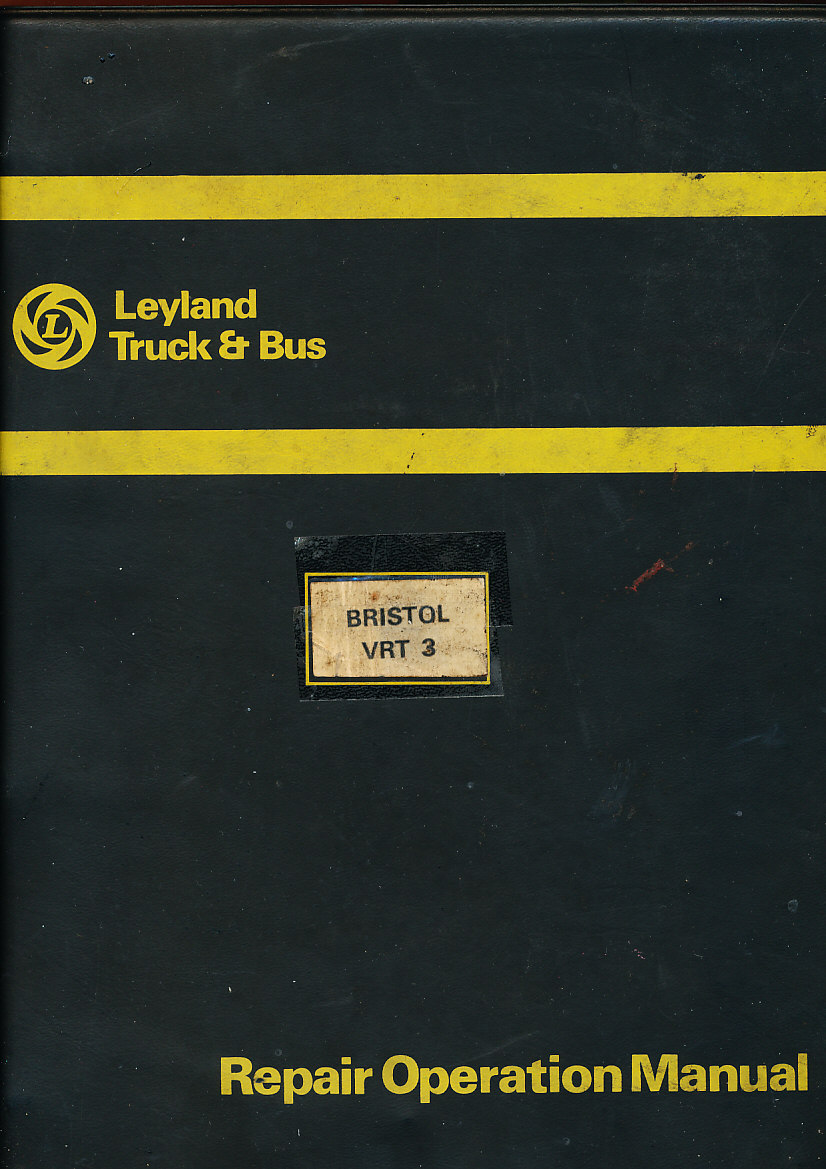 L
Leyland
Truck & Bus
BRISTOL
VRT 3
Repair Operation Manual